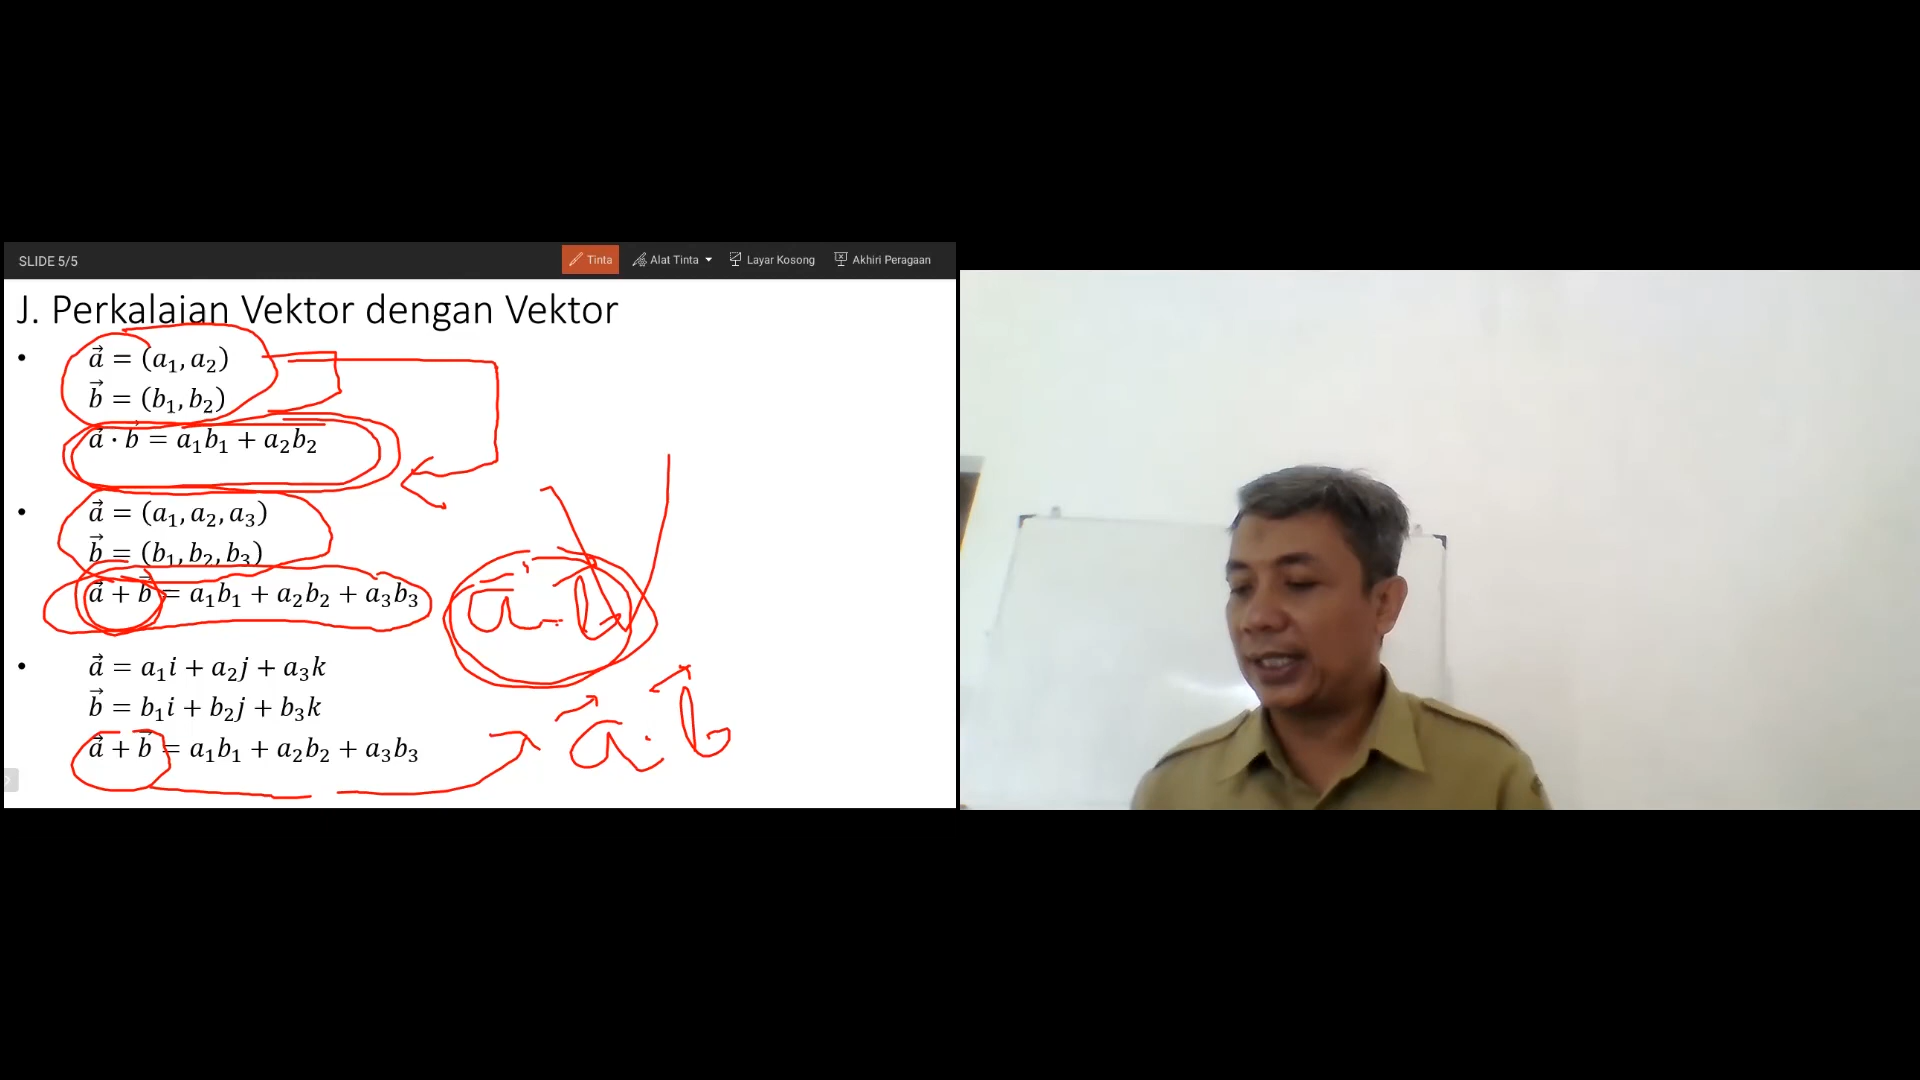 SLIDE 5/5
Tinta Alat Tinta Layar Kosong Akhiri Peragaan
J. Perkalaian Vektor dengan Vektor
• a⃗ = (a₁, a₂)
b⃗ = (b₁, b₂)
a⃗ · b⃗ = a₁b₁ + a₂b₂
• a⃗ = (a₁, a₂, a₃)
b⃗ = (b₁, b₂, b₃)
a⃗ + b⃗ = a₁b₁ + a₂b₂ + a₃b₃
a⃗ · b⃗
• a⃗ = a₁i + a₂j + a₃k
b⃗ = b₁i + b₂j + b₃k
a⃗ + b⃗ = a₁b₁ + a₂b₂ + a₃b₃
a⃗ · b⃗